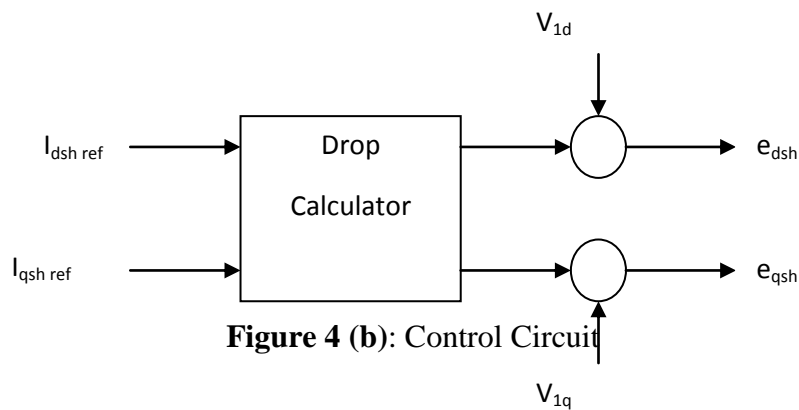 V1d
Idsh ref
Drop
Calculator
edsh
Iqsh ref
eqsh
Figure 4 (b): Control Circuit
V1q